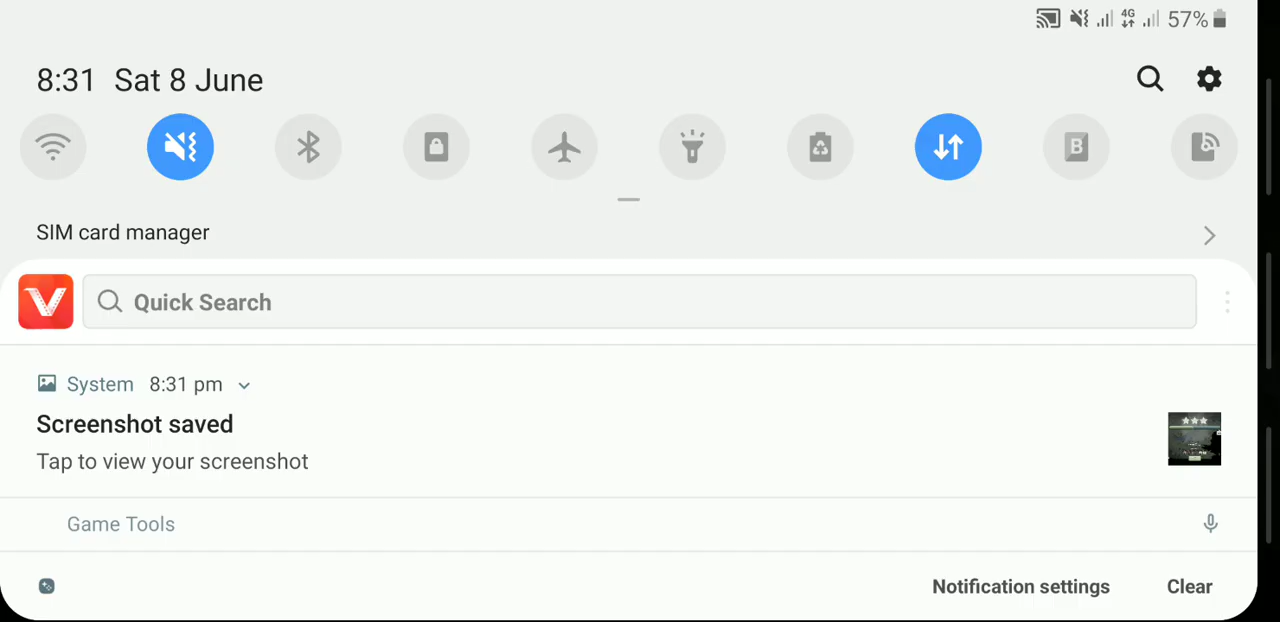 4G 57%
8:31 Sat 8 June
B
SIM card manager
V Quick Search
System 8:31 pm
Screenshot saved
Tap to view your screenshot
Game Tools
Notification settings Clear